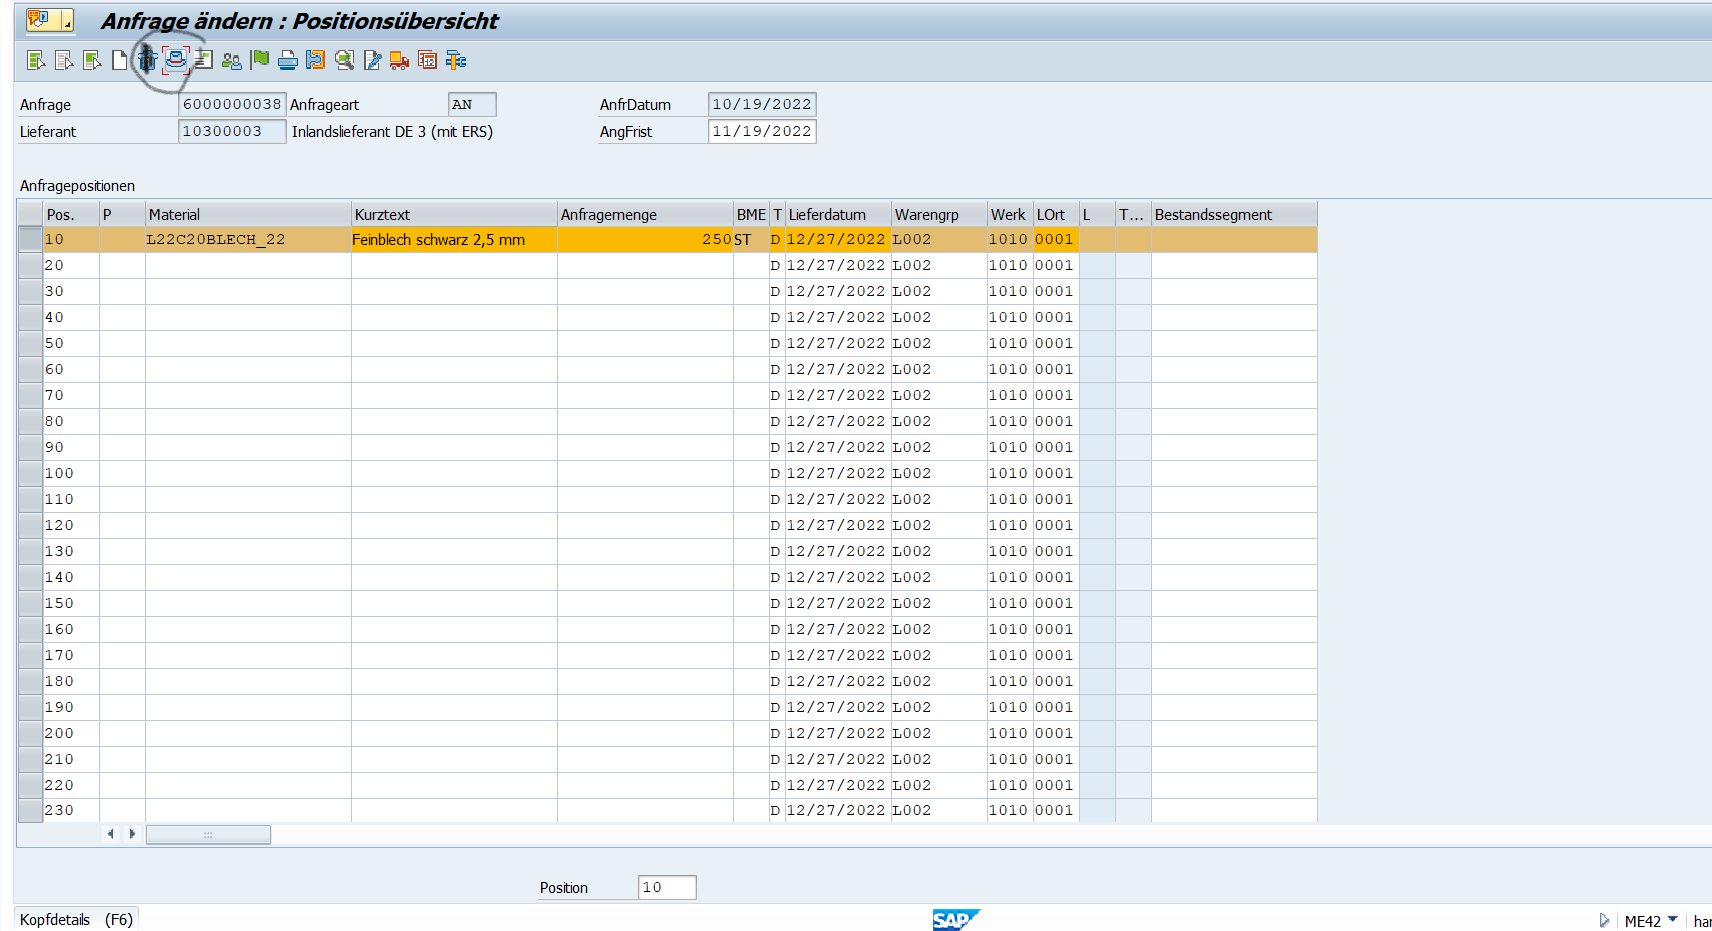 Anfrage ändern : Positionsübersicht
Anfrage 6000000038 Anfrageart AN AnfrDatum 10/19/2022
Lieferant 10300003 Inlandslieferant DE 3 (mit ERS) AngFrist 11/19/2022
Anfragepositionen
Pos. P Material Kurztext Anfragemenge BME T Lieferdatum Warengrp Werk LOrt L T... Bestandssegment
10 L22C20BLECH_22 Feinblech schwarz 2,5 mm 250 ST D 12/27/2022 L002 1010 0001
20 D 12/27/2022 L002 1010 0001
30 D 12/27/2022 L002 1010 0001
40 D 12/27/2022 L002 1010 0001
50 D 12/27/2022 L002 1010 0001
60 D 12/27/2022 L002 1010 0001
70 D 12/27/2022 L002 1010 0001
80 D 12/27/2022 L002 1010 0001
90 D 12/27/2022 L002 1010 0001
100 D 12/27/2022 L002 1010 0001
110 D 12/27/2022 L002 1010 0001
120 D 12/27/2022 L002 1010 0001
130 D 12/27/2022 L002 1010 0001
140 D 12/27/2022 L002 1010 0001
150 D 12/27/2022 L002 1010 0001
160 D 12/27/2022 L002 1010 0001
170 D 12/27/2022 L002 1010 0001
180 D 12/27/2022 L002 1010 0001
190 D 12/27/2022 L002 1010 0001
200 D 12/27/2022 L002 1010 0001
210 D 12/27/2022 L002 1010 0001
220 D 12/27/2022 L002 1010 0001
230 D 12/27/2022 L002 1010 0001
Position 10
Kopfdetails (F6) SAP ME42 har